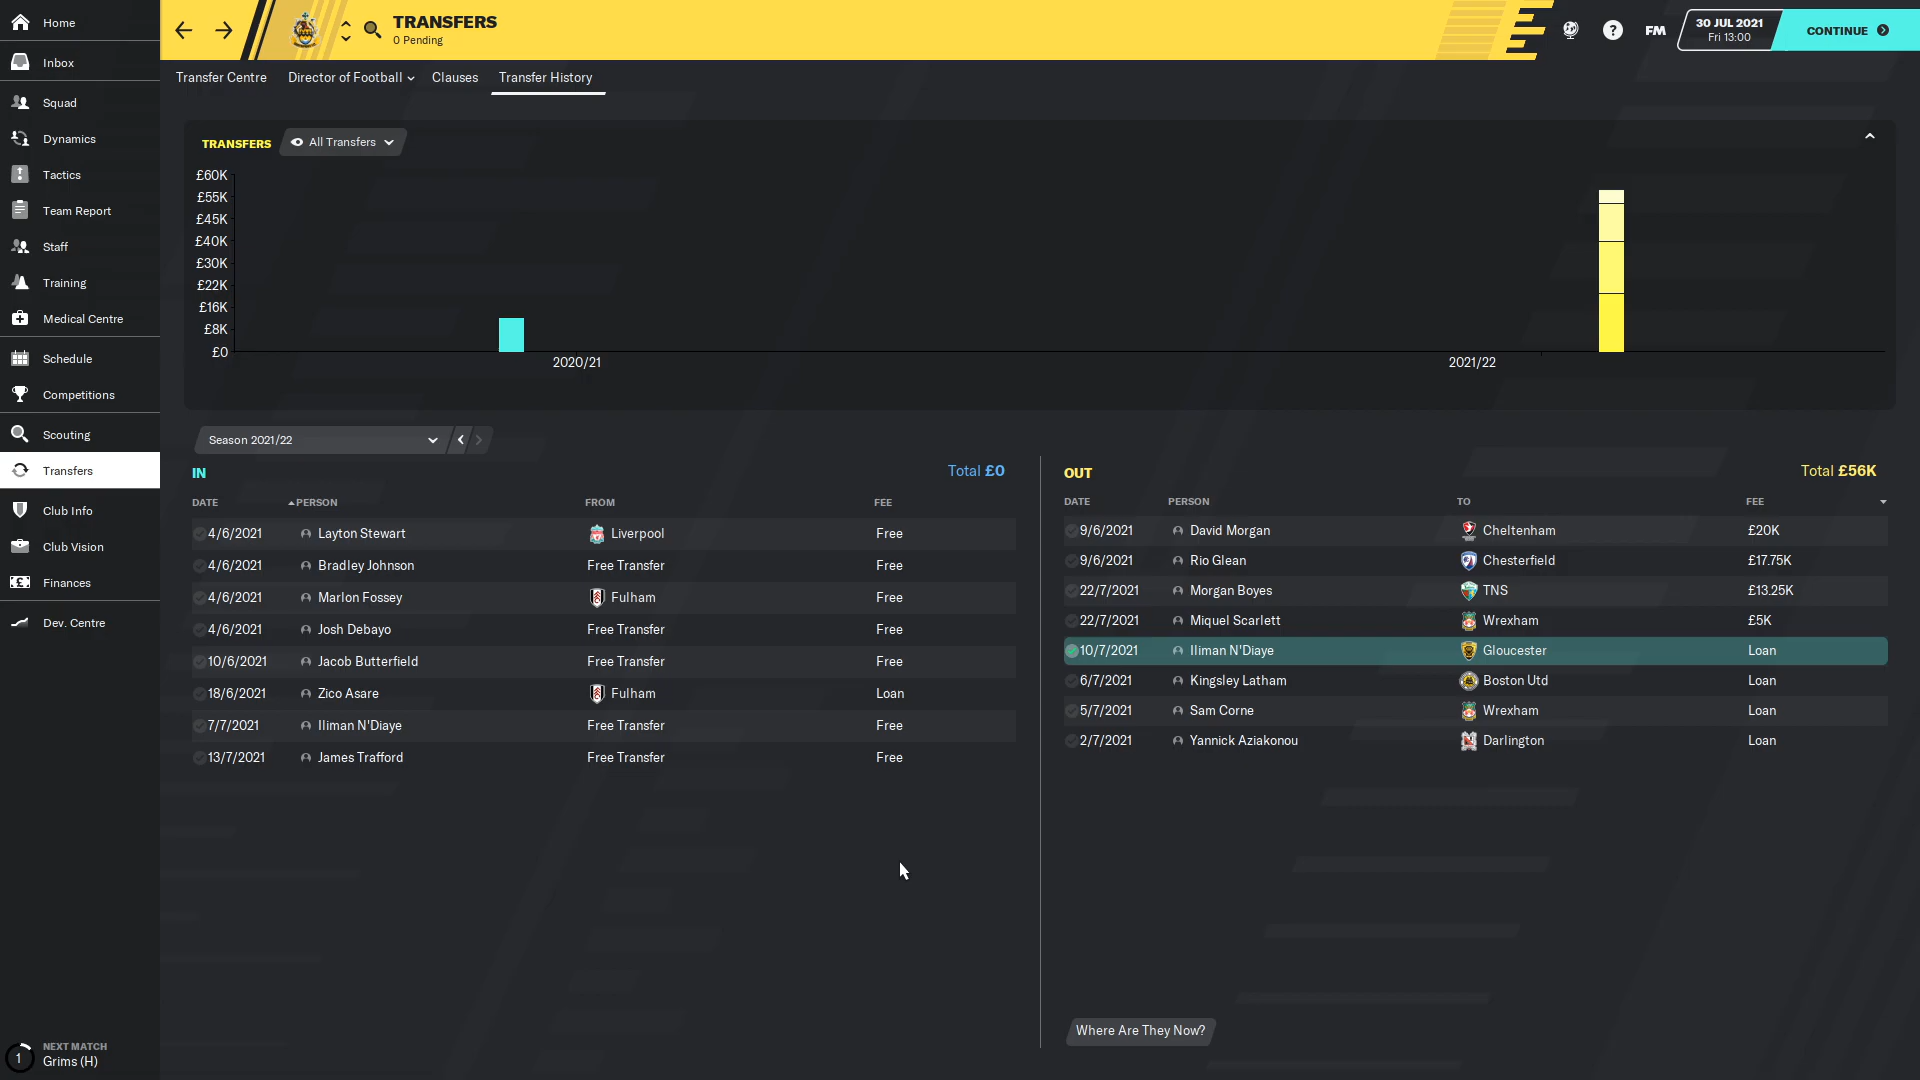 Home
Inbox
Squad
Dynamics
Tactics
Team Report
Staff
Training
Medical Centre
Schedule
Competitions
Scouting
Transfers
Club Info
Club Vision
Finances
Dev. Centre
1
NEXT MATCH
Grims (H)
TRANSFERS
0 Pending
?
FM
30 JUL 2021
Fri 13:00
CONTINUE
Transfer Centre Director of Football Clauses Transfer History
TRANSFERS All Transfers
£60K
£55K
£45K
£40K
£30K
£22K
£16K
£8K
£0
2020/21 2021/22
Season 2021/22
IN Total £0
DATE PERSON FROM FEE
4/6/2021 Layton Stewart Liverpool Free
4/6/2021 Bradley Johnson Free Transfer Free
4/6/2021 Marlon Fossey Fulham Free
4/6/2021 Josh Debayo Free Transfer Free
10/6/2021 Jacob Butterfield Free Transfer Free
18/6/2021 Zico Asare Fulham Loan
7/7/2021 Iliman N'Diaye Free Transfer Free
13/7/2021 James Trafford Free Transfer Free
OUT Total £56K
DATE PERSON TO FEE
9/6/2021 David Morgan Cheltenham £20K
9/6/2021 Rio Glean Chesterfield £17.75K
22/7/2021 Morgan Boyes TNS £13.25K
22/7/2021 Miquel Scarlett Wrexham £5K
10/7/2021 Iliman N'Diaye Gloucester Loan
6/7/2021 Kingsley Latham Boston Utd Loan
5/7/2021 Sam Corne Wrexham Loan
2/7/2021 Yannick Aziakonou Darlington Loan
Where Are They Now?